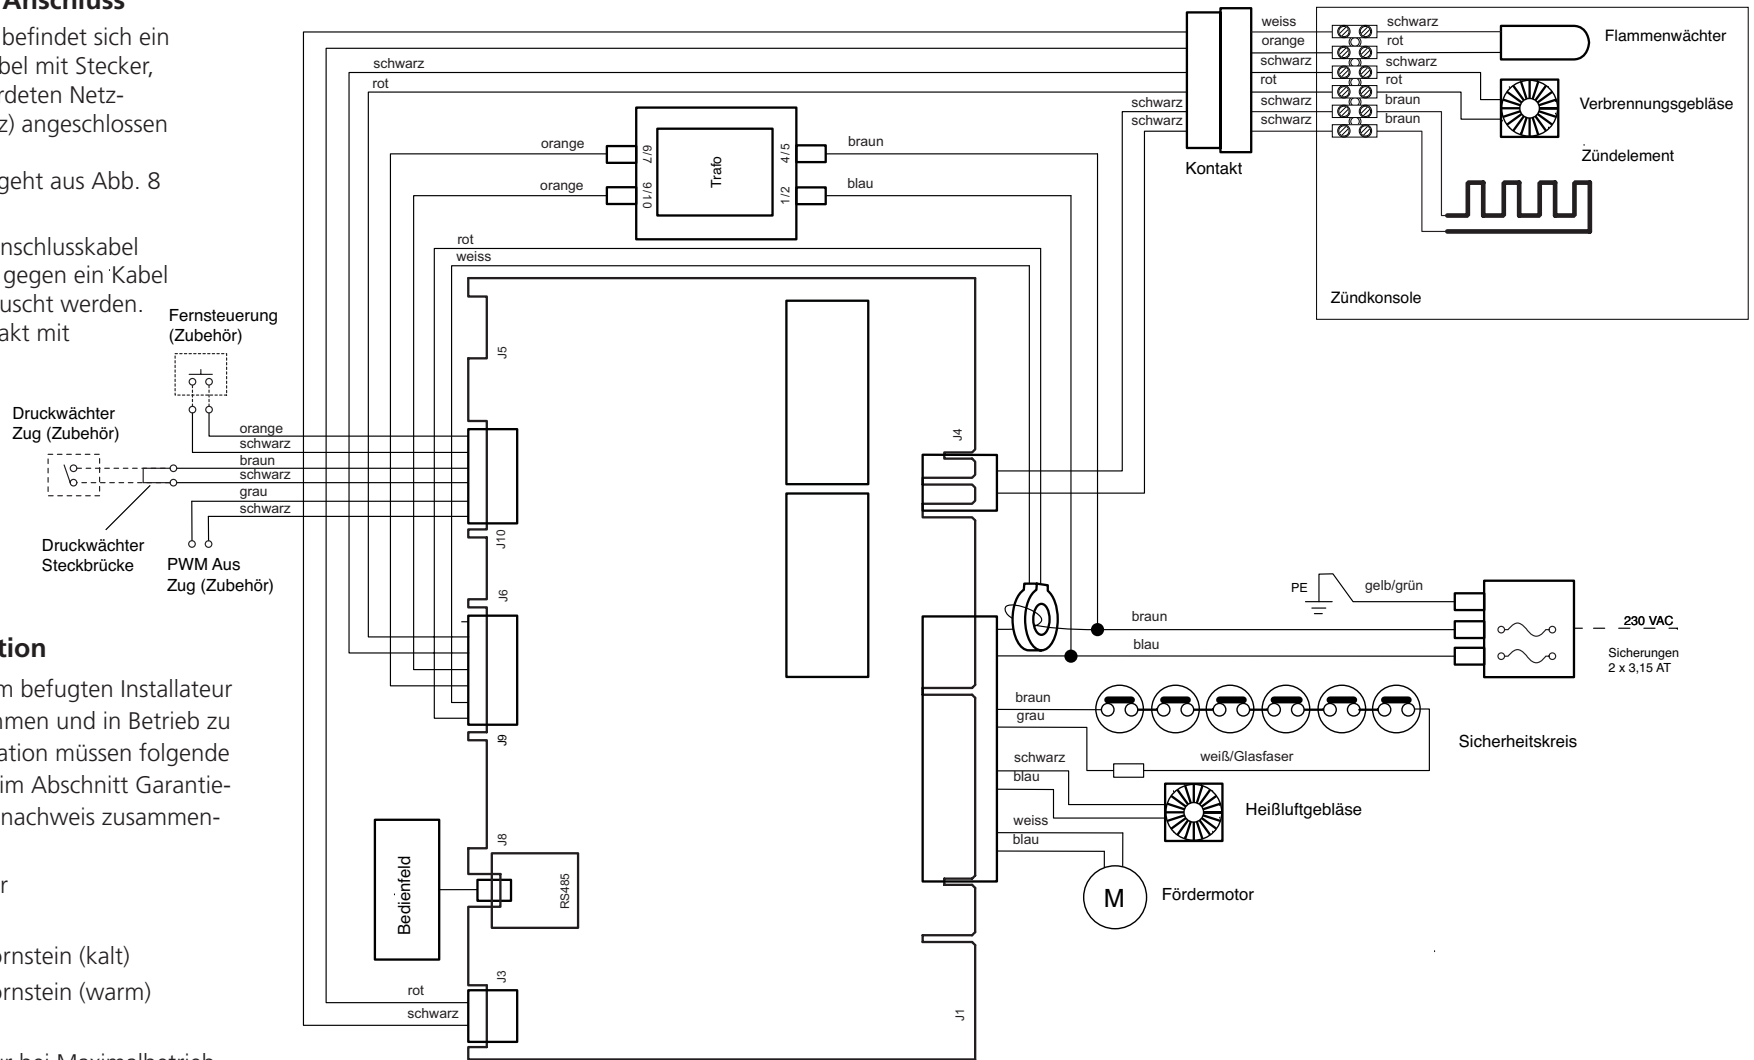 Anschluss
befindet sich ein
bel mit Stecker,
rdeten Netz-
z) angeschlossen
geht aus Abb. 8
nschlusskabel
gegen ein Kabel
uscht werden.
akt mit
tion
m befugten Installateur
mmen und in Betrieb zu
ation müssen folgende
im Abschnitt Garantie-
nachweis zusammen-
r
ornstein (kalt)
ornstein (warm)
ur bei Maximalbetrieb
Fernsteuerung
(Zubehör)
Druckwächter
Zug (Zubehör)
orange
schwarz
braun
schwarz
grau
schwarz
Druckwächter
Steckbrücke
PWM Aus
Zug (Zubehör)
schwarz
rot
orange
orange
6/7
9/10
Trafo
4/5
1/2
braun
blau
rot
weiss
J5
J10
J6
J9
J8
J3
J4
J1
Bedienfeld
RS485
rot
schwarz
schwarz
schwarz
Kontakt
weiss
orange
schwarz
rot
schwarz
schwarz
schwarz
rot
schwarz
rot
braun
braun
Flammenwächter
Verbrennungsgebläse
Zündelement
Zündkonsole
PE
gelb/grün
braun
blau
230 VAC
Sicherungen
2 x 3,15 AT
braun
grau
weiß/Glasfaser
Sicherheitskreis
schwarz
blau
Heißluftgebläse
weiss
blau
M
Fördermotor